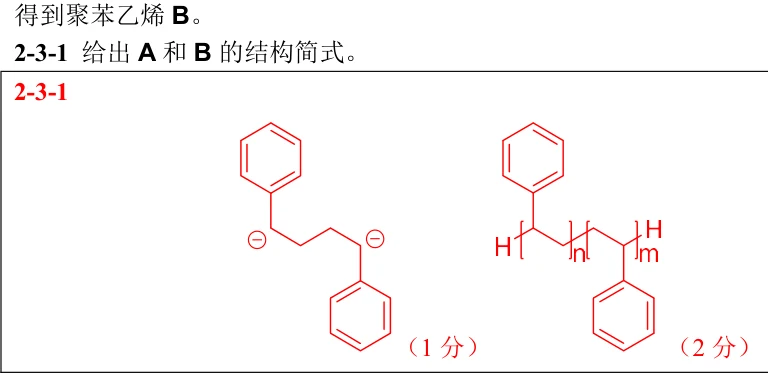 得到聚苯乙烯 B。
2-3-1 给出 A 和 B 的结构简式。
2-3-1
H [ ]n [ ]m H
（1 分） （2 分）